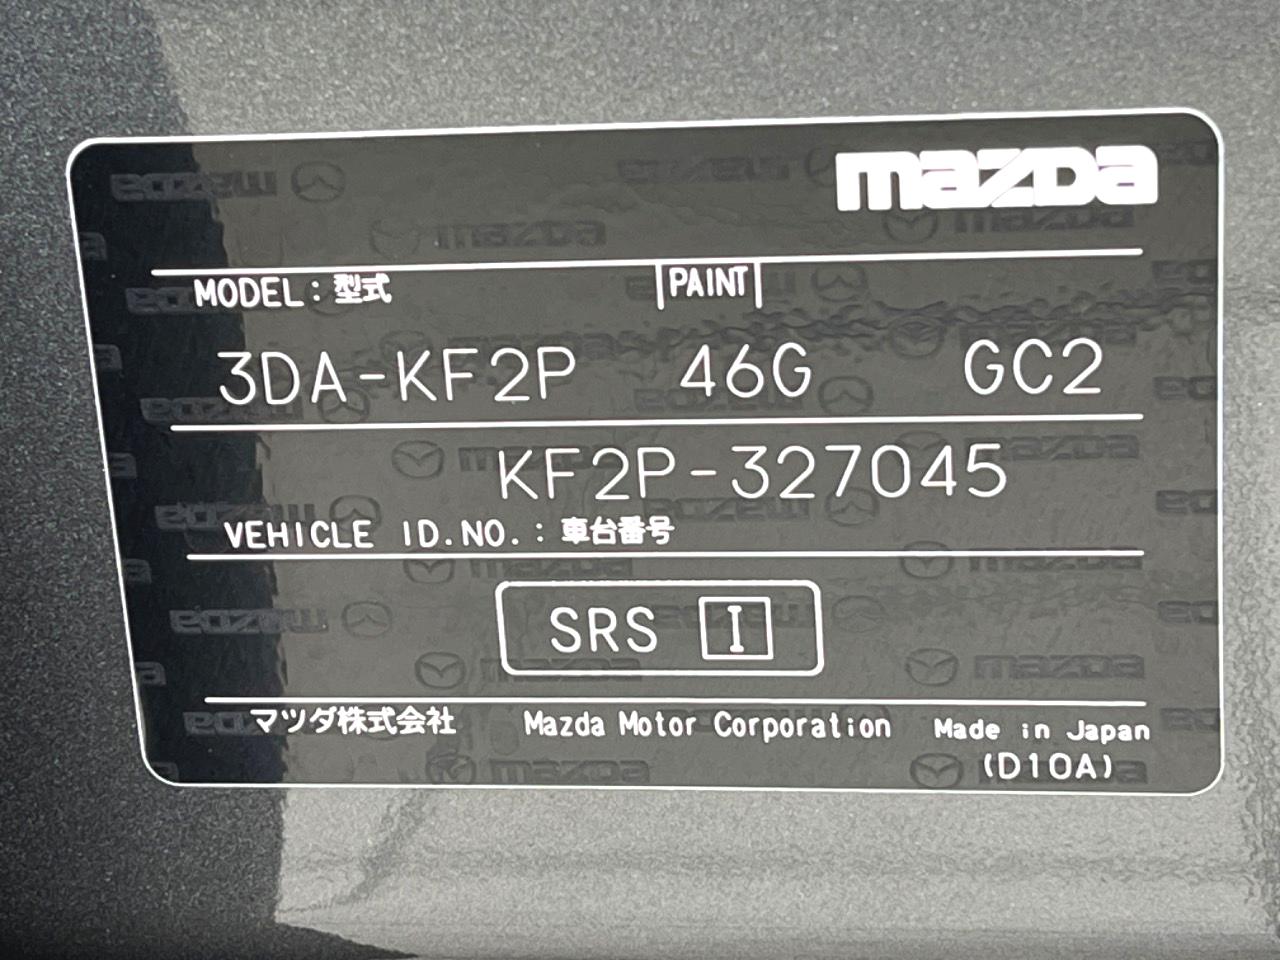 mazda
MODEL：型式 PAINT
3DA-KF2P 46G GC2
KF2P-327045
VEHICLE ID.NO.：車台番号
SRS I
マツダ株式会社 Mazda Motor Corporation Made in Japan
(D10A)